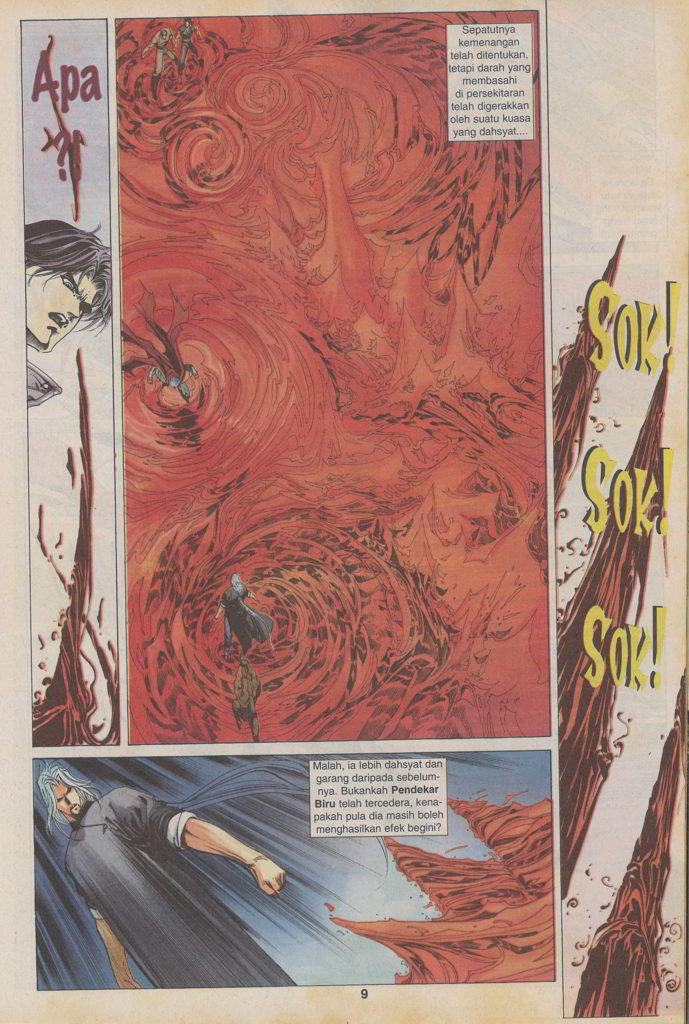 Apa
?!
Sepatutnya
kemenangan
telah ditentukan,
tetapi darah yang
membasahi
di persekitaran
telah digerakkan
oleh suatu kuasa
yang dahsyat....
Sok!
Sok!
Sok!
Malah, ia lebih dahsyat dan
garang daripada sebelum-
nya. Bukankah Pendekar
Biru telah tercedera, kena-
pakah pula dia masih boleh
menghasilkan efek begini?
9